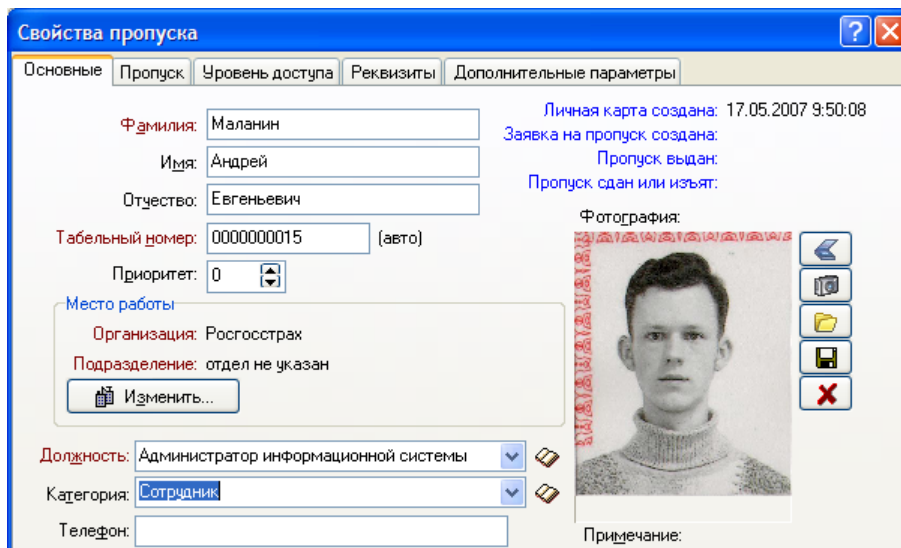 Свойства пропуска
Основные Пропуск Уровень доступа Реквизиты Дополнительные параметры
Фамилия: Маланин
Имя: Андрей
Отчество: Евгеньевич
Табельный номер: 0000000015 (авто)
Приоритет: 0
Место работы
Организация: Росгосстрах
Подразделение: отдел не указан
Изменить...
Должность: Администратор информационной системы
Категория: Сотрудник
Телефон:
Личная карта создана: 17.05.2007 9:50:08
Заявка на пропуск создана:
Пропуск выдан:
Пропуск сдан или изъят:
Фотография:
Примечание: